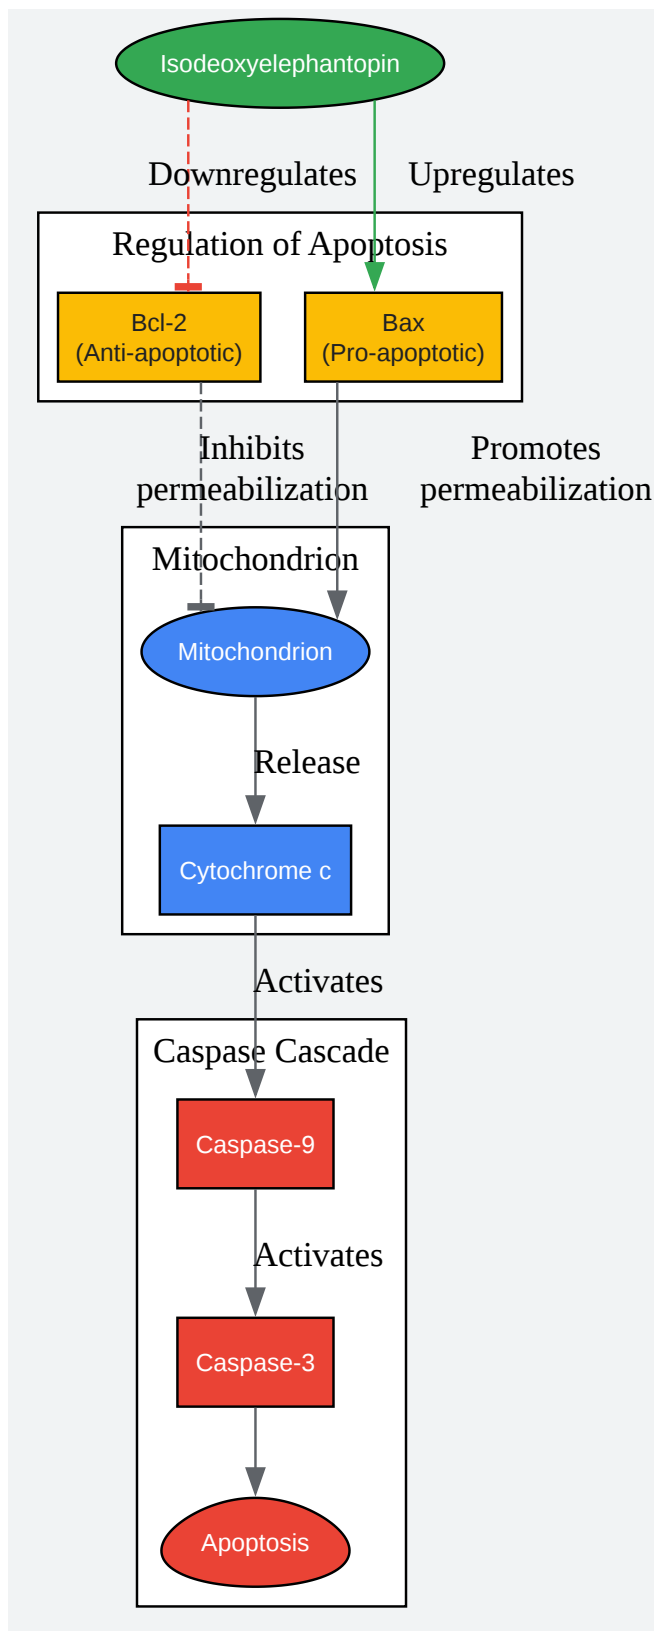 Isodeoxyelephantopin
Downregulates
Upregulates
Regulation of Apoptosis
Bcl-2
(Anti-apoptotic)
Bax
(Pro-apoptotic)
Inhibits
permeabilization
Promotes
permeabilization
Mitochondrion
Mitochondrion
Release
Cytochrome c
Activates
Caspase Cascade
Caspase-9
Activates
Caspase-3
Apoptosis